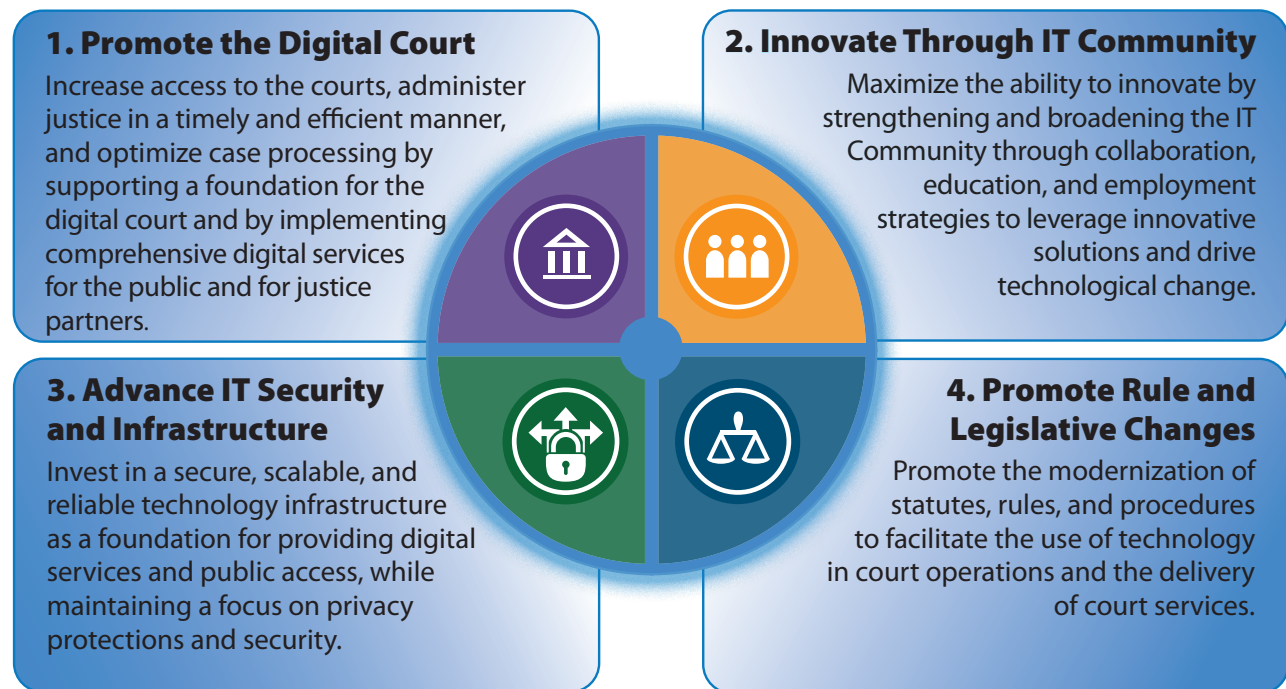 1. Promote the Digital Court
Increase access to the courts, administer
justice in a timely and efficient manner,
and optimize case processing by
supporting a foundation for the
digital court and by implementing
comprehensive digital services
for the public and for justice
partners.
2. Innovate Through IT Community
Maximize the ability to innovate by
strengthening and broadening the IT
Community through collaboration,
education, and employment
strategies to leverage innovative
solutions and drive
technological change.
3. Advance IT Security
and Infrastructure
Invest in a secure, scalable, and
reliable technology infrastructure
as a foundation for providing digital
services and public access, while
maintaining a focus on privacy
protections and security.
4. Promote Rule and
Legislative Changes
Promote the modernization of
statutes, rules, and procedures
to facilitate the use of technology
in court operations and the delivery
of court services.